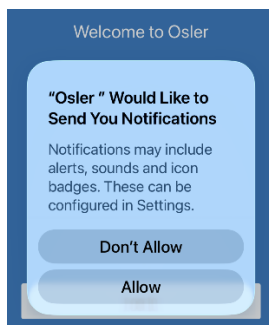 Welcome to Osler
“Osler ” Would Like to
Send You Notifications
Notifications may include
alerts, sounds and icon
badges. These can be
configured in Settings.
Don’t Allow
Allow